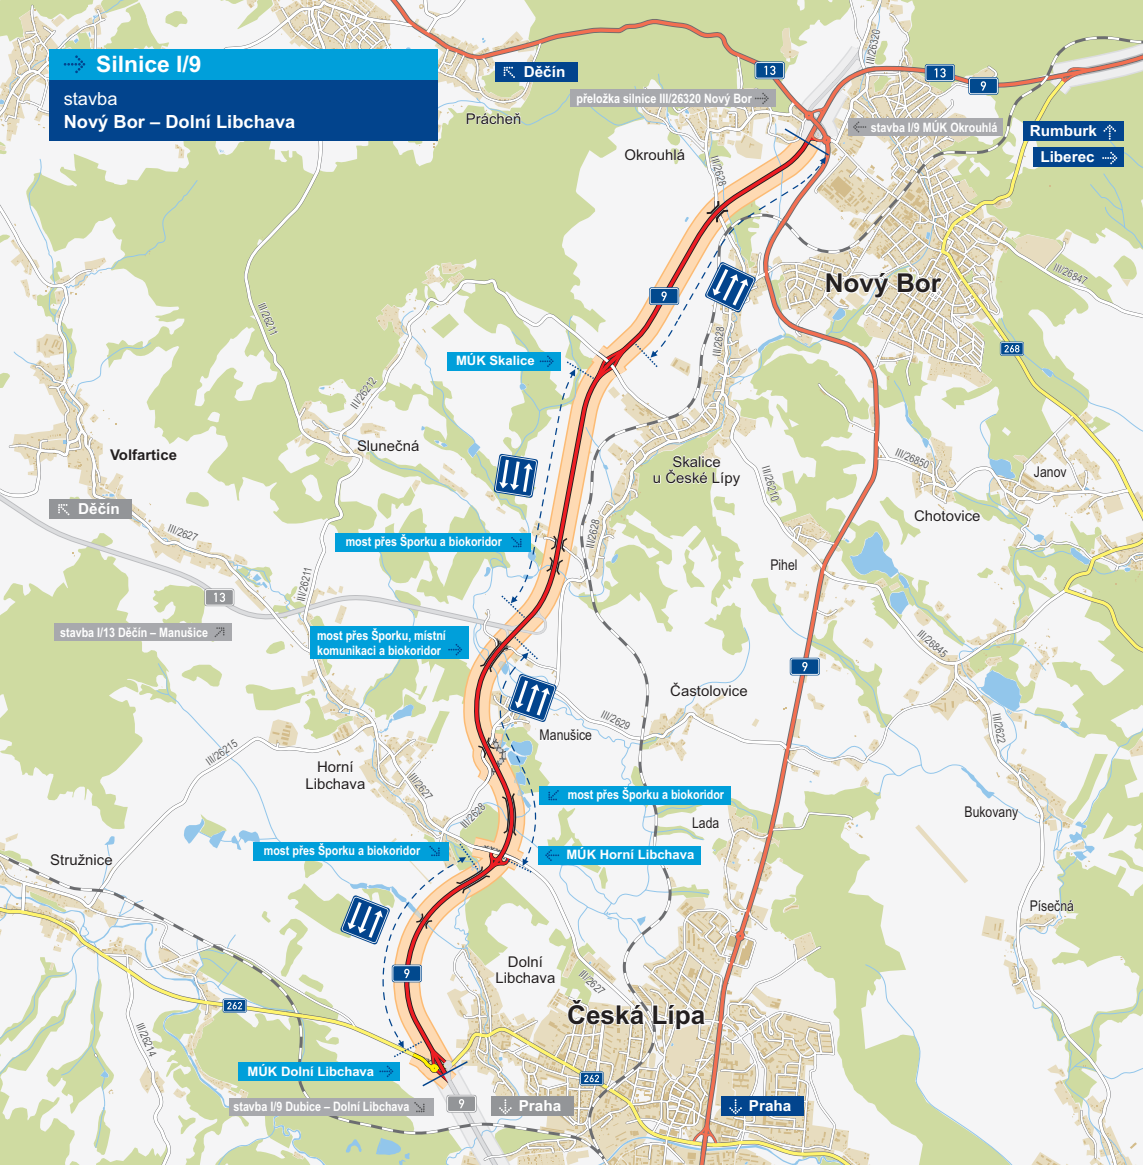 Silnice I/9
stavba
Nový Bor – Dolní Libchava
Děčín
13
13
9
III/26320
přeložka silnice III/26320 Nový Bor
stavba I/9 MÚK Okrouhlá
Rumburk
Liberec
Prácheň
Okrouhlá
III/2628
III/26847
Nový Bor
9
III/26211
III/2628
268
MÚK Skalice
III/26212
Slunečná
Volfartice
Skalice
u České Lípy
III/26850
Janov
III/26210
Děčín
Chotovice
III/2627
III/2628
most přes Šporku a biokoridor
Pihel
III/26211
13
stavba I/13 Děčín – Manušice
most přes Šporku, místní
komunikaci a biokoridor
III/26845
9
Častolovice
III/2629
III/2622
Manušice
III/26215
Horní
Libchava
III/2627
most přes Šporku a biokoridor
III/2628
Lada
Bukovany
most přes Šporku a biokoridor
MÚK Horní Libchava
Stružnice
Písečná
Dolní
Libchava
9
III/2627
262
Česká Lípa
III/26214
MÚK Dolní Libchava
262
stavba I/9 Dubice – Dolní Libchava
9
Praha
Praha